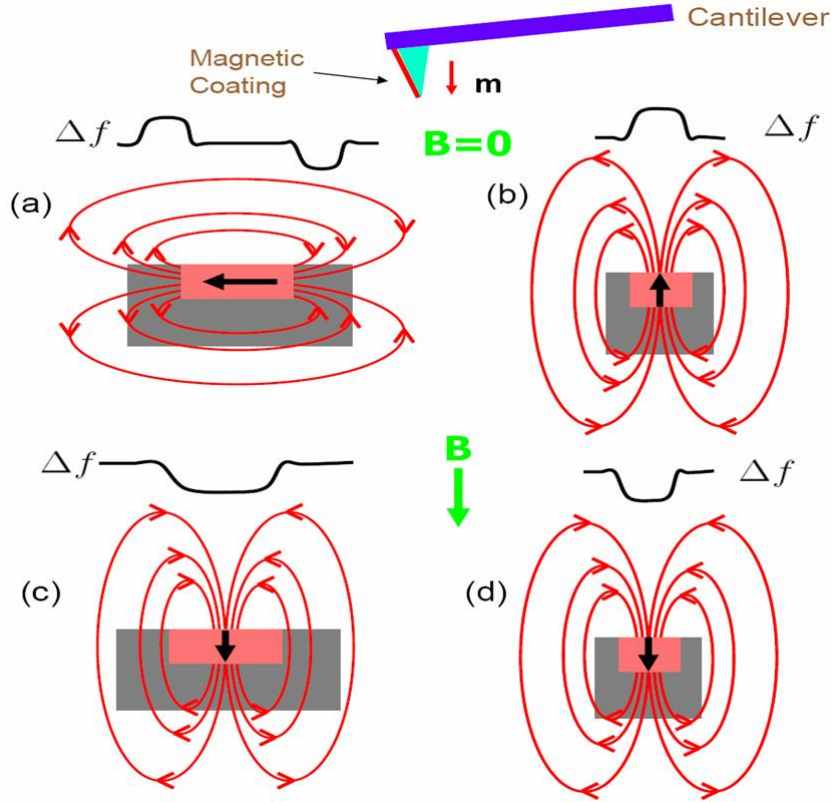 Cantilever
Magnetic
Coating
m
Δf
B=0
Δf
(a)
(b)
B
Δf
Δf
(c)
(d)